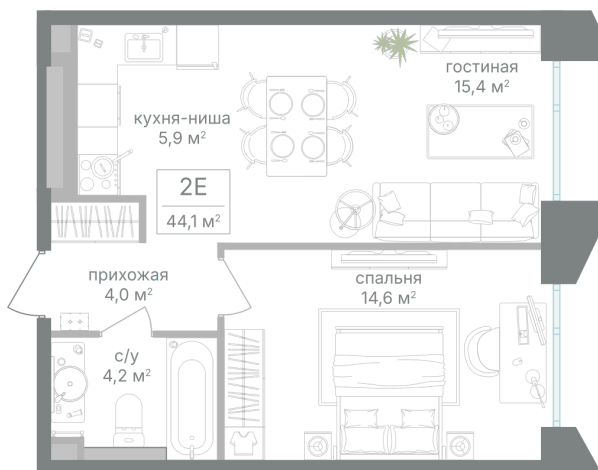 гостиная
15,4 м²
кухня-ниша
5,9 м²
2Е
44,1 м²
прихожая
4,0 м²
спальня
14,6 м²
с/у
4,2 м²